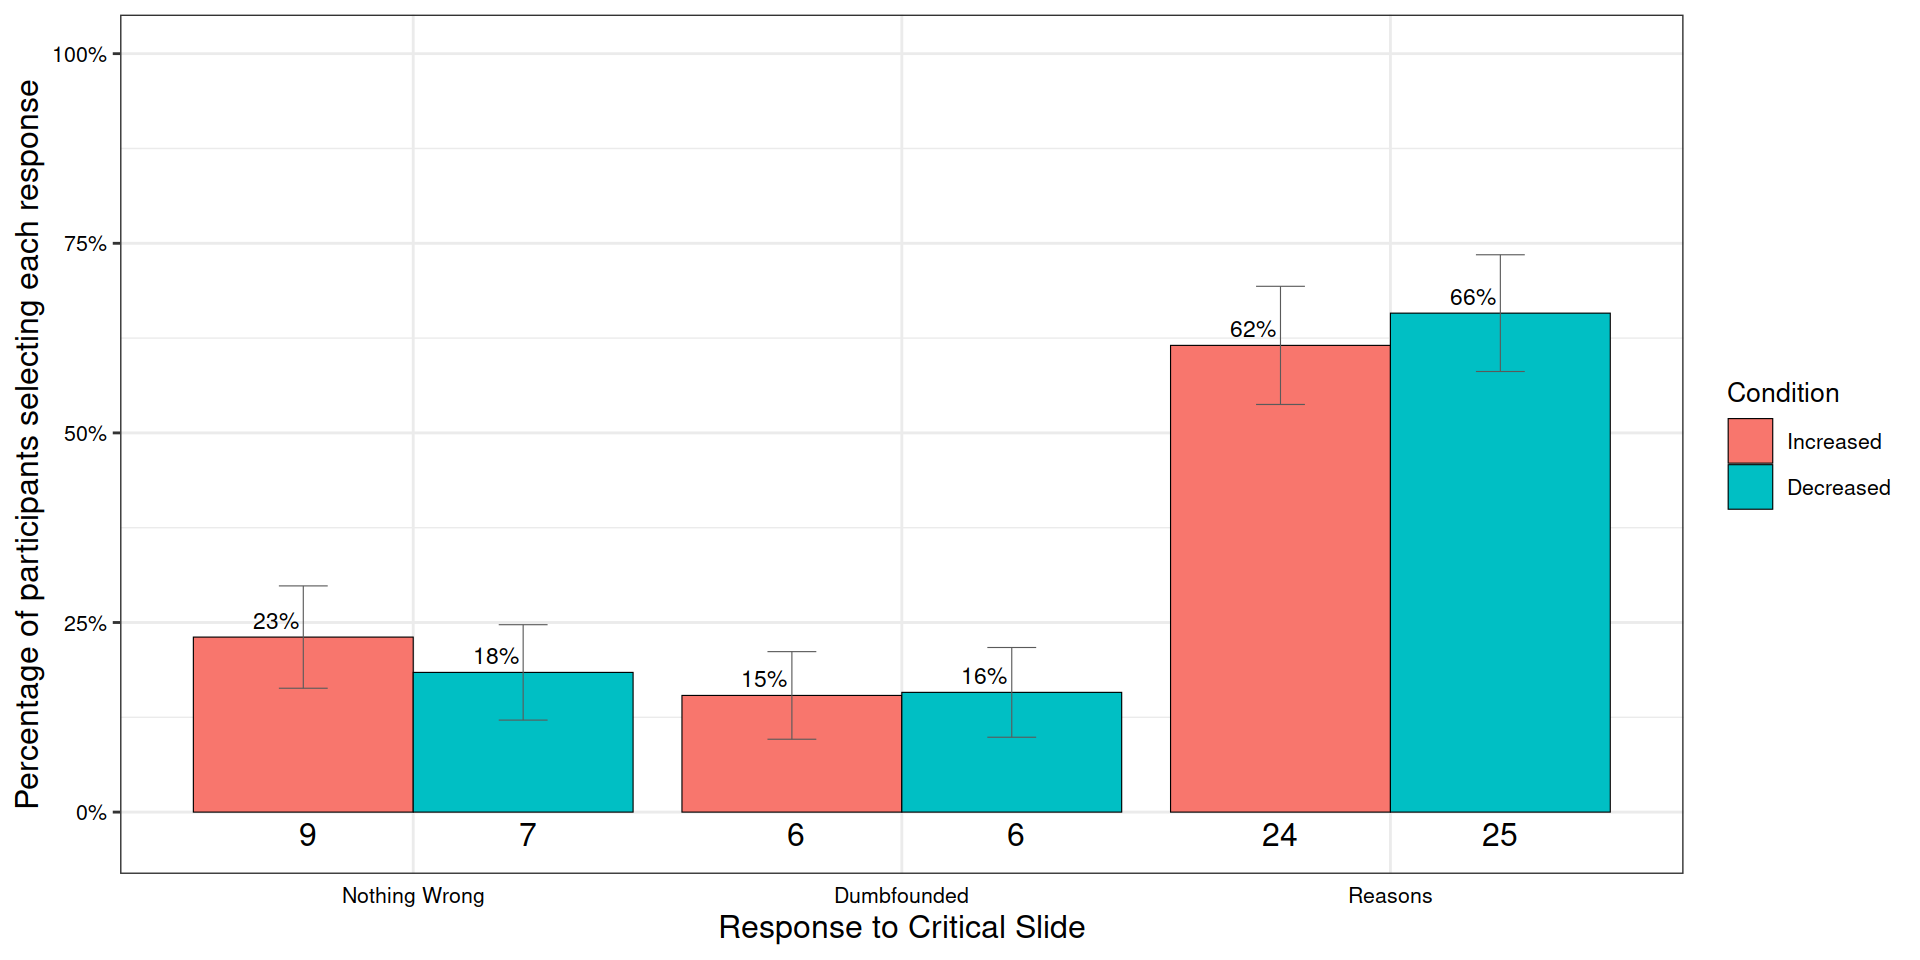 Percentage of participants selecting each response
100%
75%
50%
25%
0%
23%
18%
15%
16%
62%
66%
9
7
6
6
24
25
Nothing Wrong
Dumbfounded
Reasons
Response to Critical Slide
Condition
Increased
Decreased